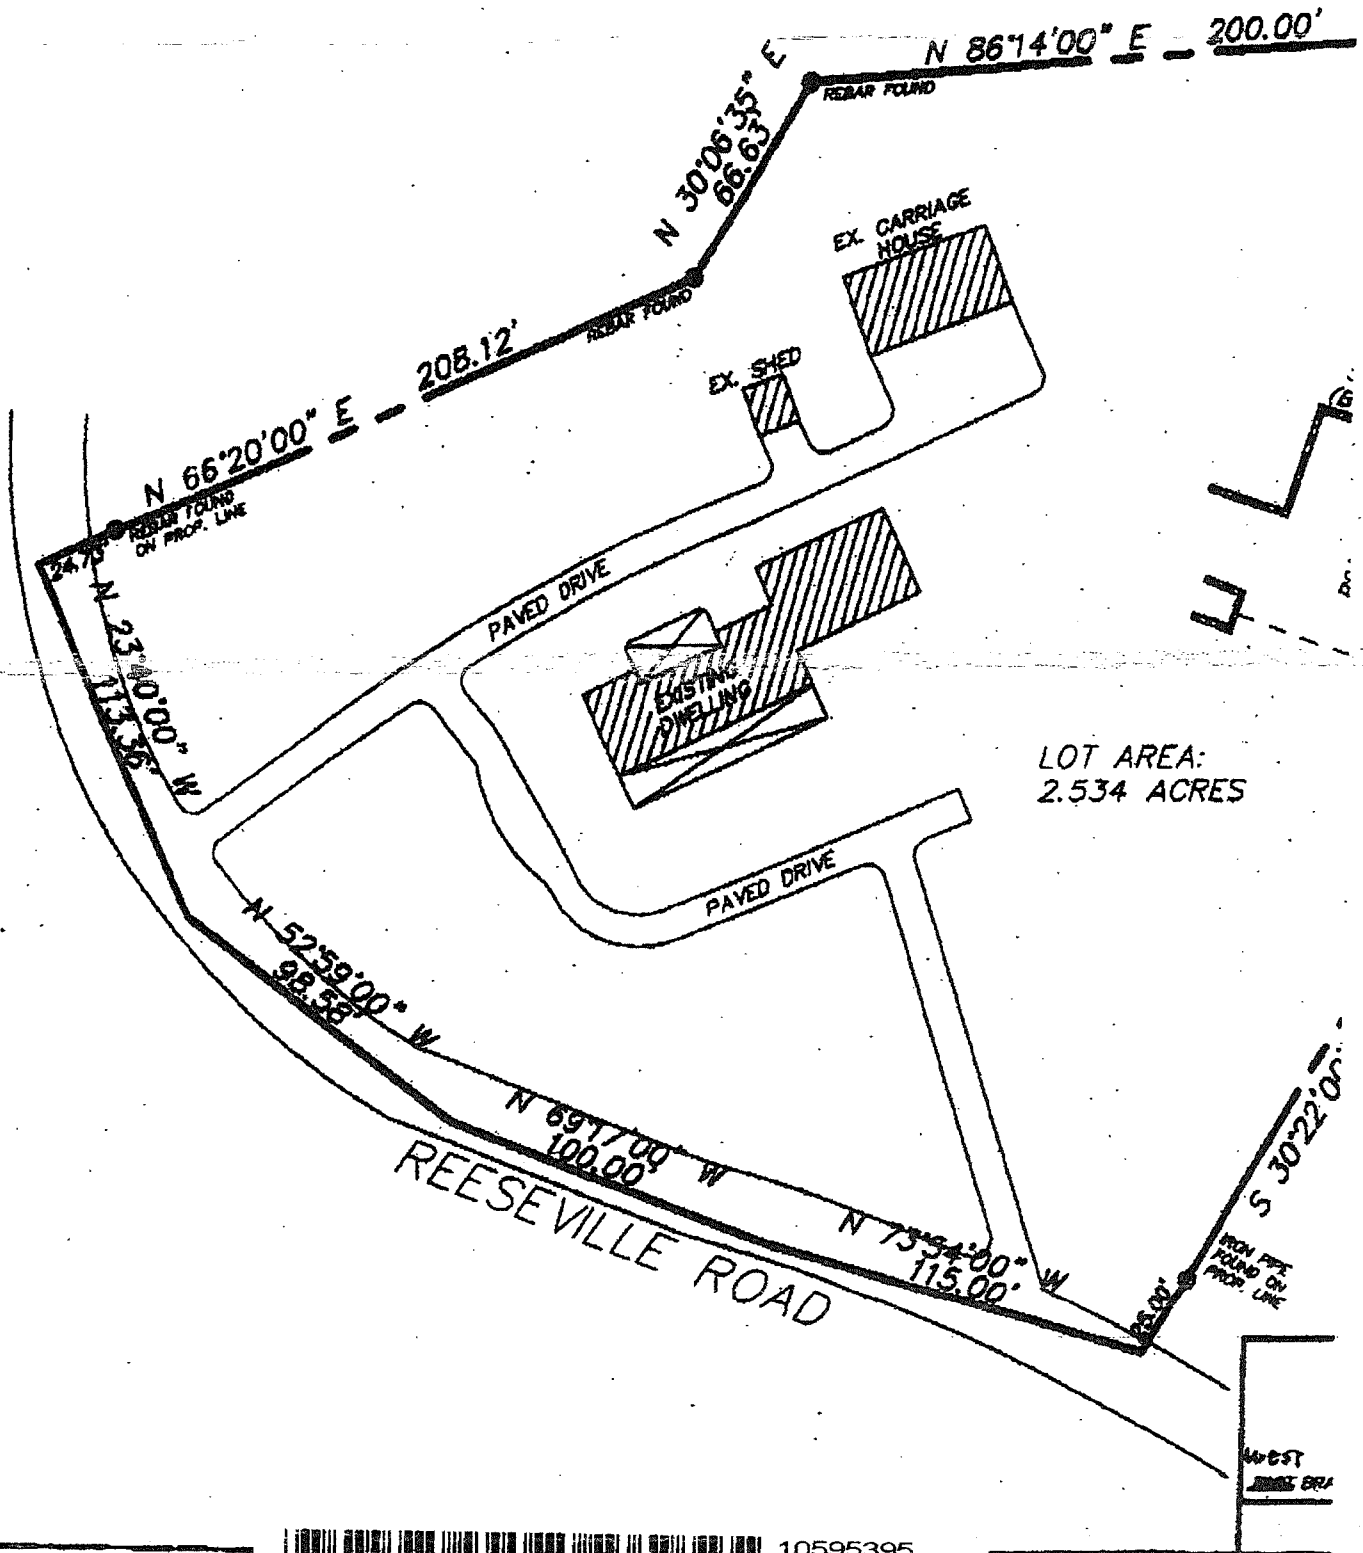 N 86°14'00" E 200.00'
REBAR FOUND
N 30°06'35" E
66.63'
EX. CARRIAGE
HOUSE
REBAR FOUND
208.12'
EX. SHED
N 66°20'00" E
REBAR FOUND
ON PROP. LINE
24.75'
PAVED DRIVE
N 23°40'00" W
113.36'
EXISTING
DWELLING
LOT AREA:
2.534 ACRES
PAVED DRIVE
N 52°59'00" W
98.58'
N 69°17'00" W
100.00'
REESEVILLE ROAD
N 73°54'00" W
115.00'
S 30°22'00"
IRON PIPE
FOUND ON
PROP. LINE
25.00'
WEST
BRA
10595395